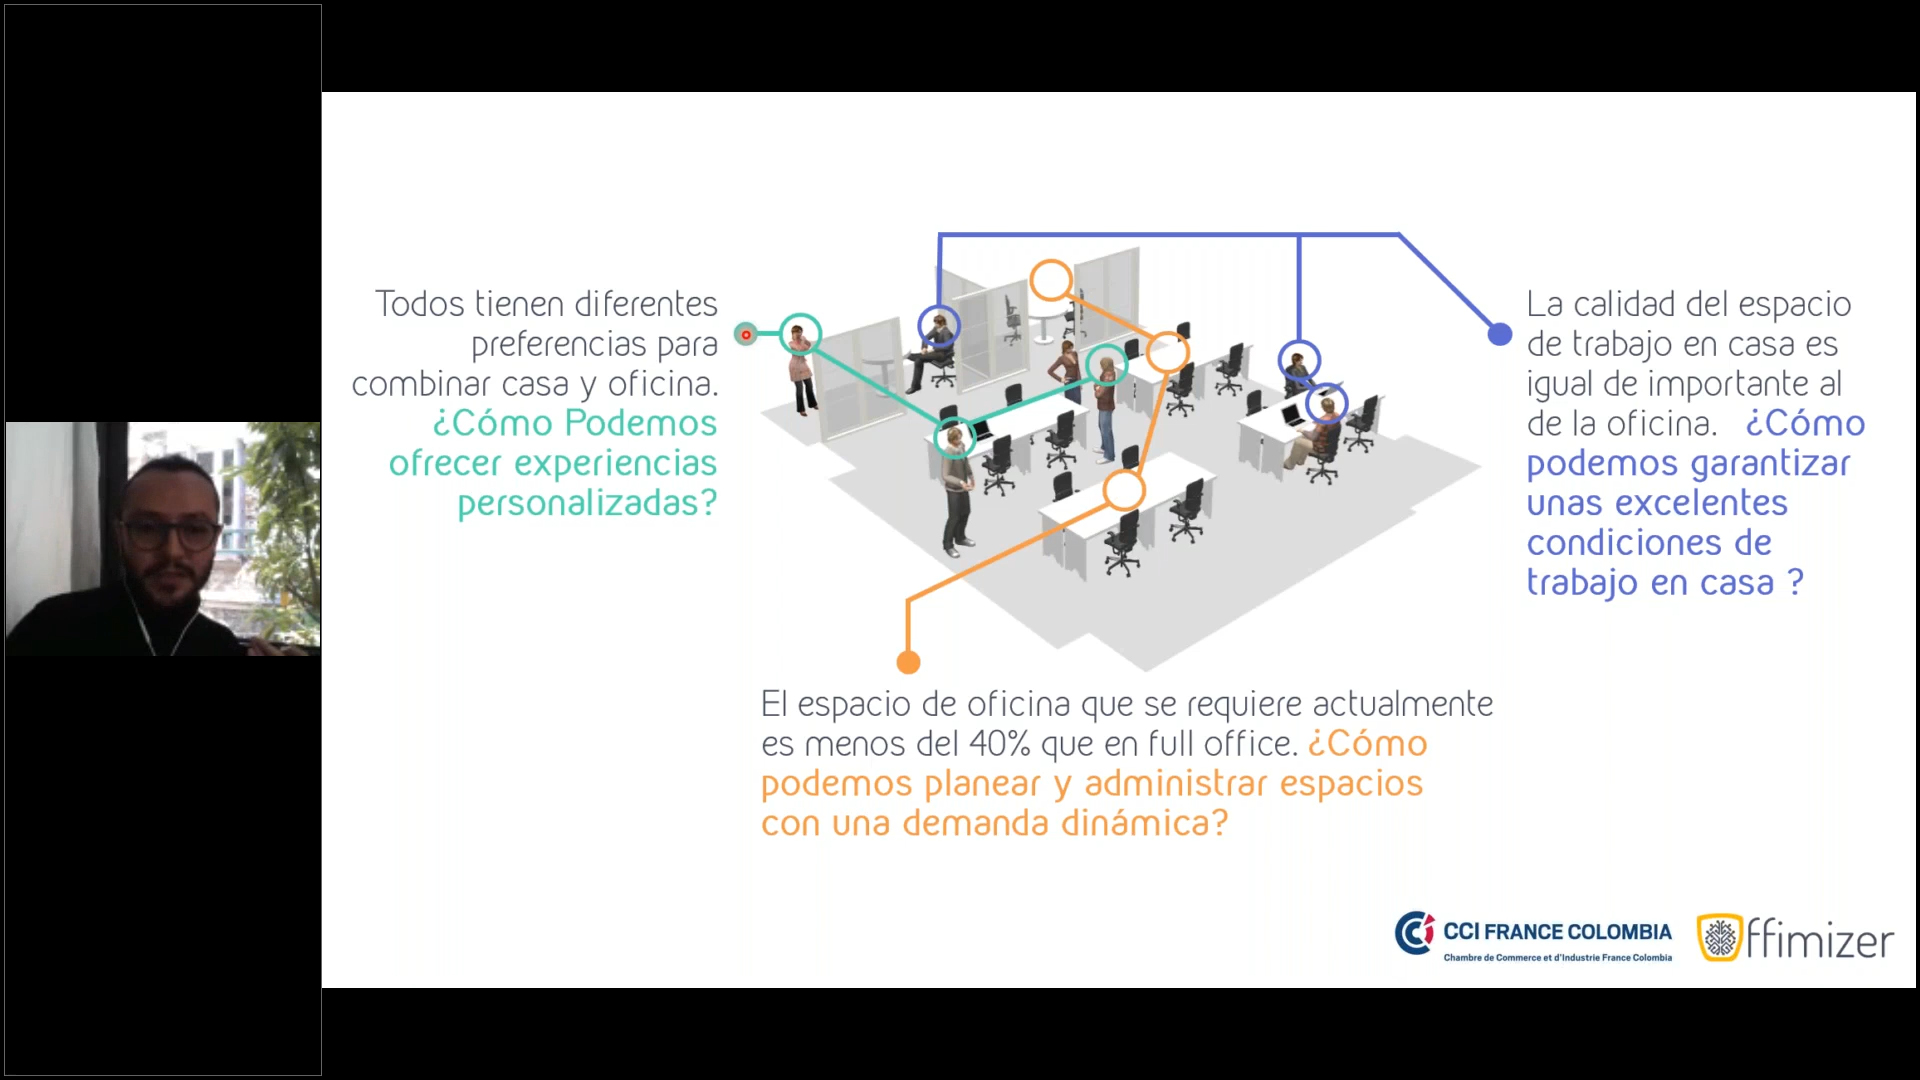 Todos tienen diferentes
preferencias para
combinar casa y oficina.
¿Cómo Podemos
ofrecer experiencias
personalizadas?
La calidad del espacio
de trabajo en casa es
igual de importante al
de la oficina. ¿Cómo
podemos garantizar
unas excelentes
condiciones de
trabajo en casa ?
El espacio de oficina que se requiere actualmente
es menos del 40% que en full office. ¿Cómo
podemos planear y administrar espacios
con una demanda dinámica?
CCI FRANCE COLOMBIA
Chambre de Commerce et d'Industrie France Colombia
Offimizer